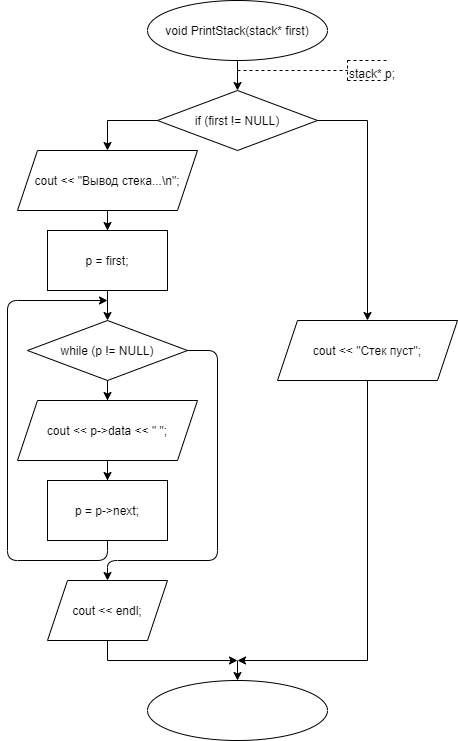 void PrintStack(stack* first)
stack* p;
if (first != NULL)
cout << "Вывод стека...\n";
p = first;
while (p != NULL)
cout << "Стек пуст";
cout << p->data << " ";
p = p->next;
cout << endl;